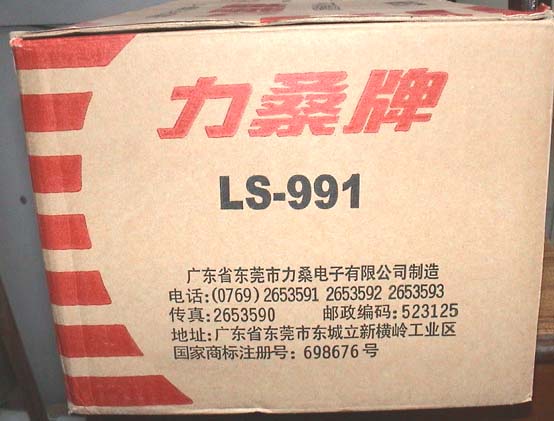 力桑牌
LS-991
广东省东莞市力桑电子有限公司制造
电话:(0769) 2653591 2653592 2653593
传真:2653590 邮政编码:523125
地址:广东省东莞市东城立新横岭工业区
国家商标注册号: 698676号